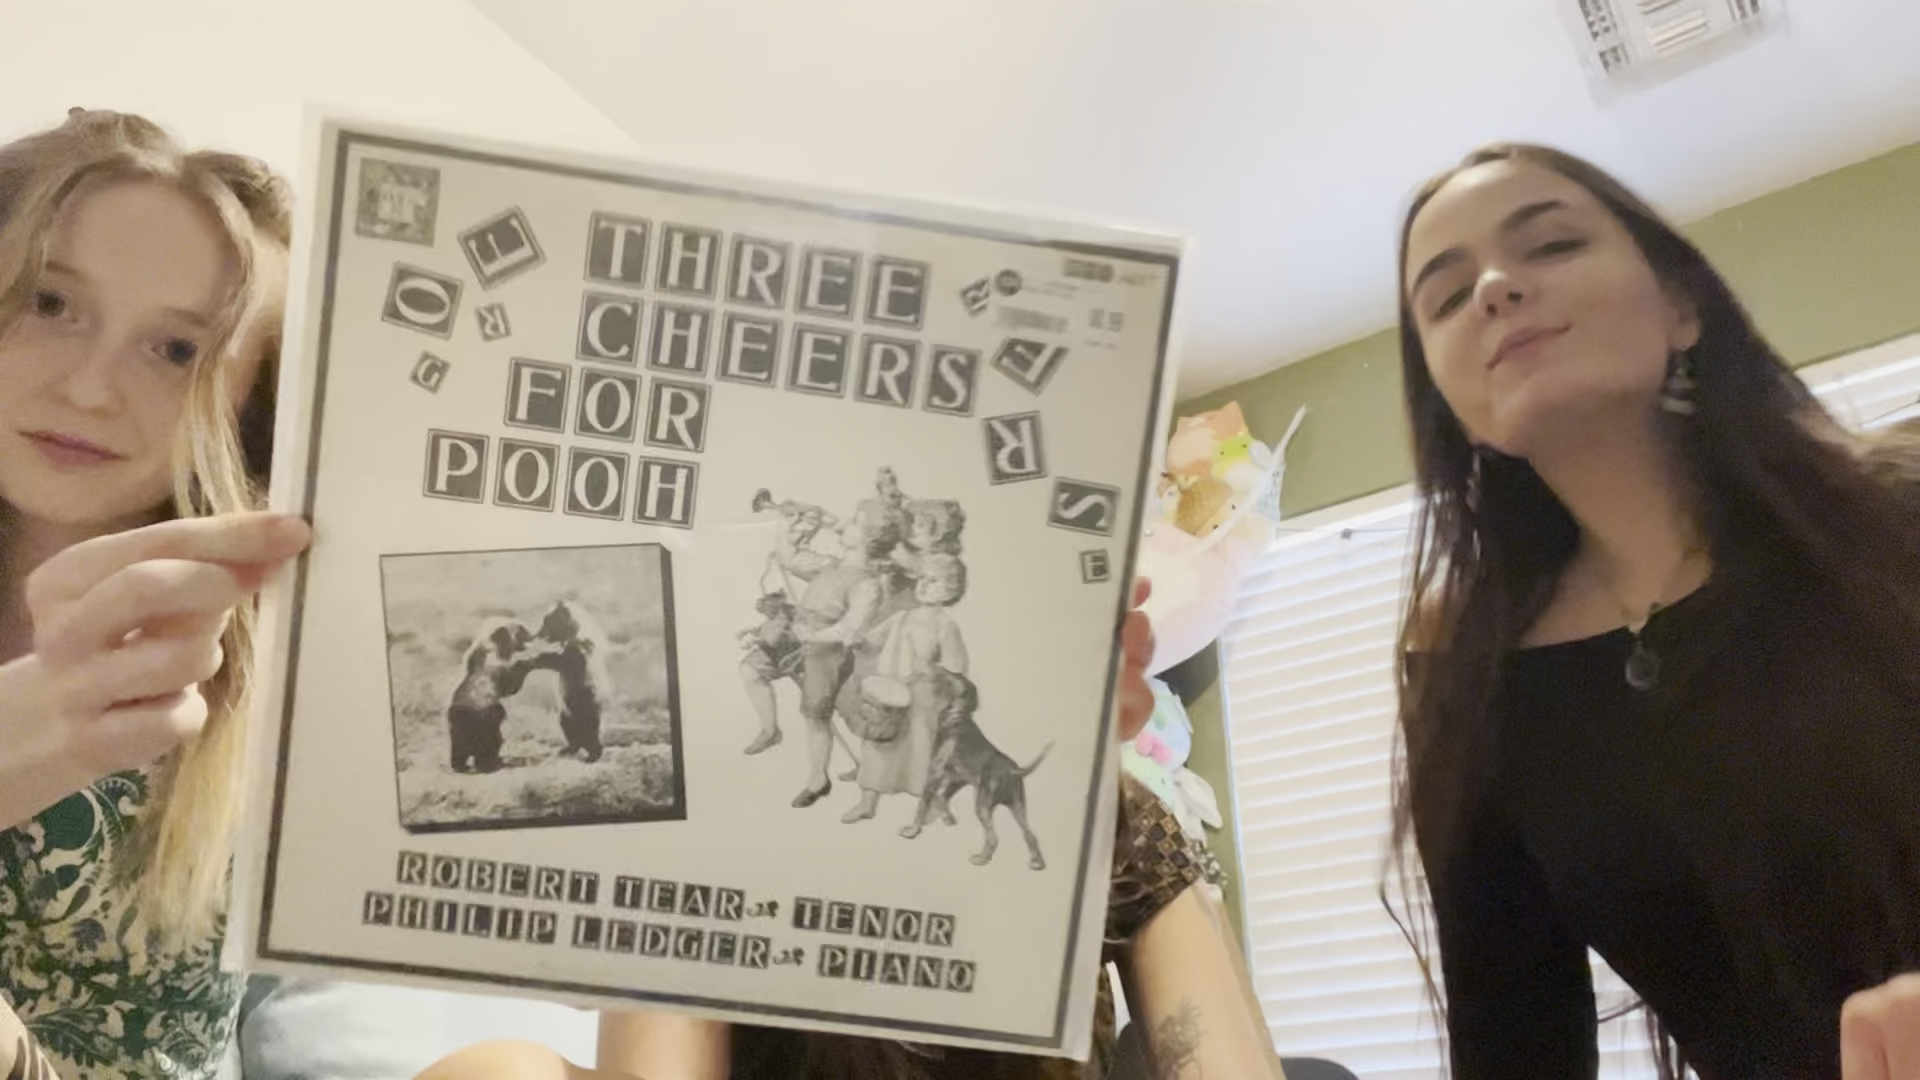 THREE
CHEERS
FOR
POOH
E
O
R
G
R
E
R
S
E
ROBERT TEAR TENOR
PHILIP LEDGER PIANO